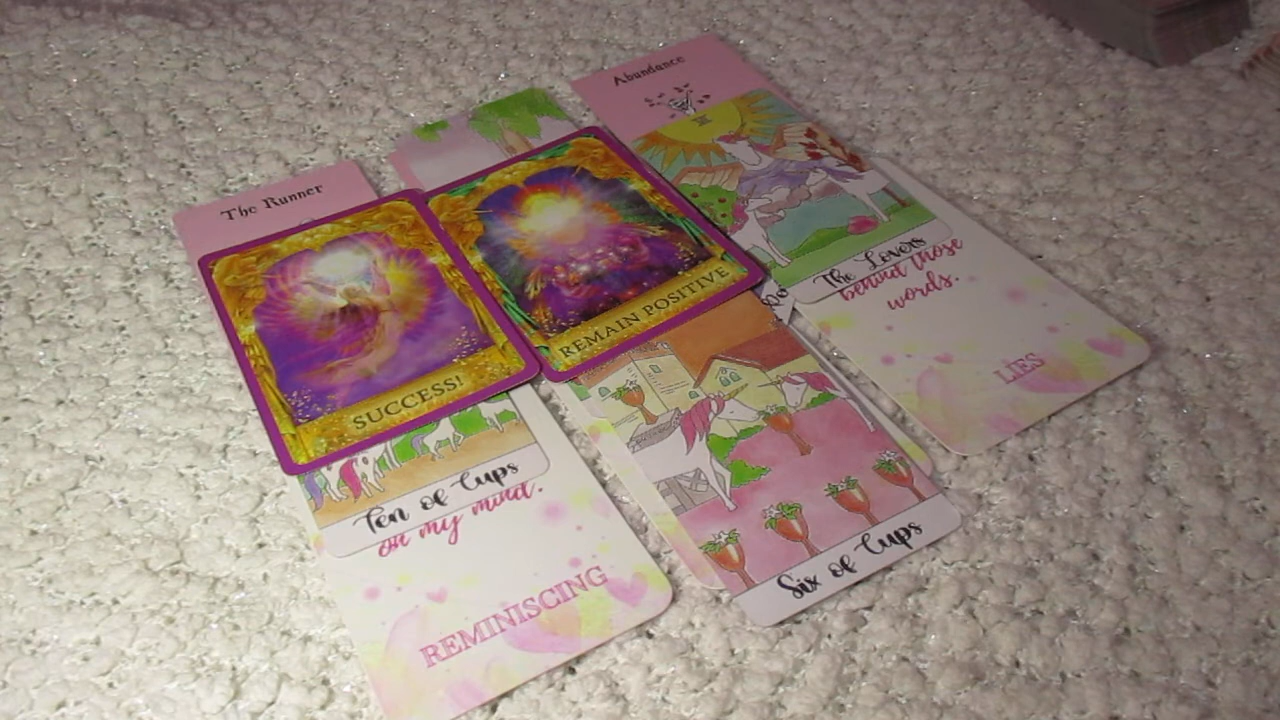 Abundance
The Runner
SUCCESS!
REMAIN POSITIVE
The Lovers
behind those
words.
LIES
Ten of Cups
on my mind.
REMINISCING
Six of Cups